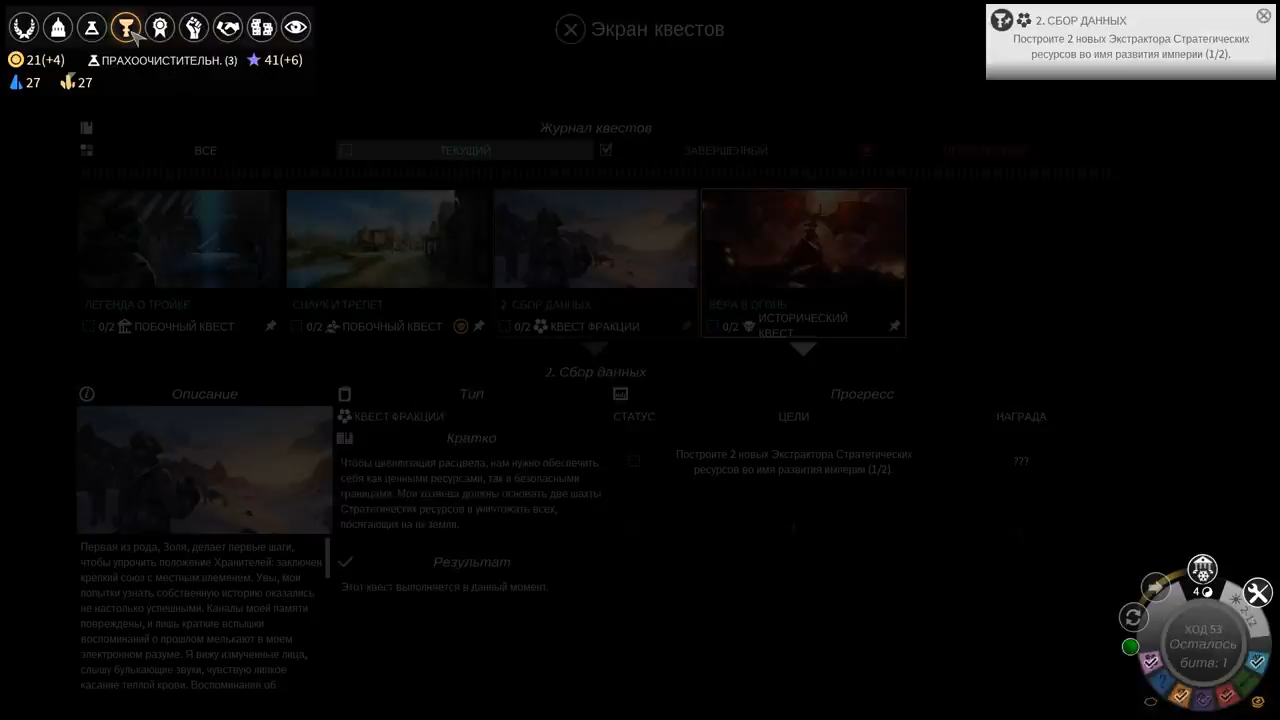 Экран квестов
2. СБОР ДАННЫХ
Построите 2 новых Экстрактора Стратегических
ресурсов во имя развития империи (1/2).
21(+4)
ПРАХООЧИСТИТЕЛЬН. (3)
41(+6)
27
27
Журнал квестов
ВСЕ
ТЕКУЩИЙ
ЗАВЕРШЕННЫЙ
ЛЕГЕНДА О ТРОЙКЕ
0/2 ПОБОЧНЫЙ КВЕСТ
СНАРК И ТРЕПЕТ
0/2 ПОБОЧНЫЙ КВЕСТ
2. СБОР ДАННЫХ
0/2 КВЕСТ ФРАКЦИИ
ВЕРА В ОГОНЬ
0/2 ИСТОРИЧЕСКИЙ
КВЕСТ
2. Сбор данных
Описание
Тип
Прогресс
КВЕСТ ФРАКЦИИ
СТАТУС
ЦЕЛИ
НАГРАДА
Кратко
Чтобы цивилизация расцвела, нам нужно обеспечить
себя как ценными ресурсами, так и безопасными
границами. Мои хозяева должны основать две шахты
Стратегических ресурсов и уничтожать всех,
посягающих на их земли.
Построите 2 новых Экстрактора Стратегических
ресурсов во имя развития империи (1/2).
???
Результат
Этот квест выполняется в данный момент.
Первая из рода, Золя, делает первые шаги,
чтобы упрочить положение Хранителей: заключен
крепкий союз с местным племенем. Увы, мои
попытки узнать собственную историю оказались
не настолько успешными. Каналы моей памяти
повреждены, и лишь краткие вспышки
воспоминаний о прошлом мелькают в моем
электронном разуме. Я вижу измученные лица,
слышу булькающие звуки, чувствую липкое
касание теплой крови. Воспоминания об
4
ХОД 53
Осталось
битв: 1